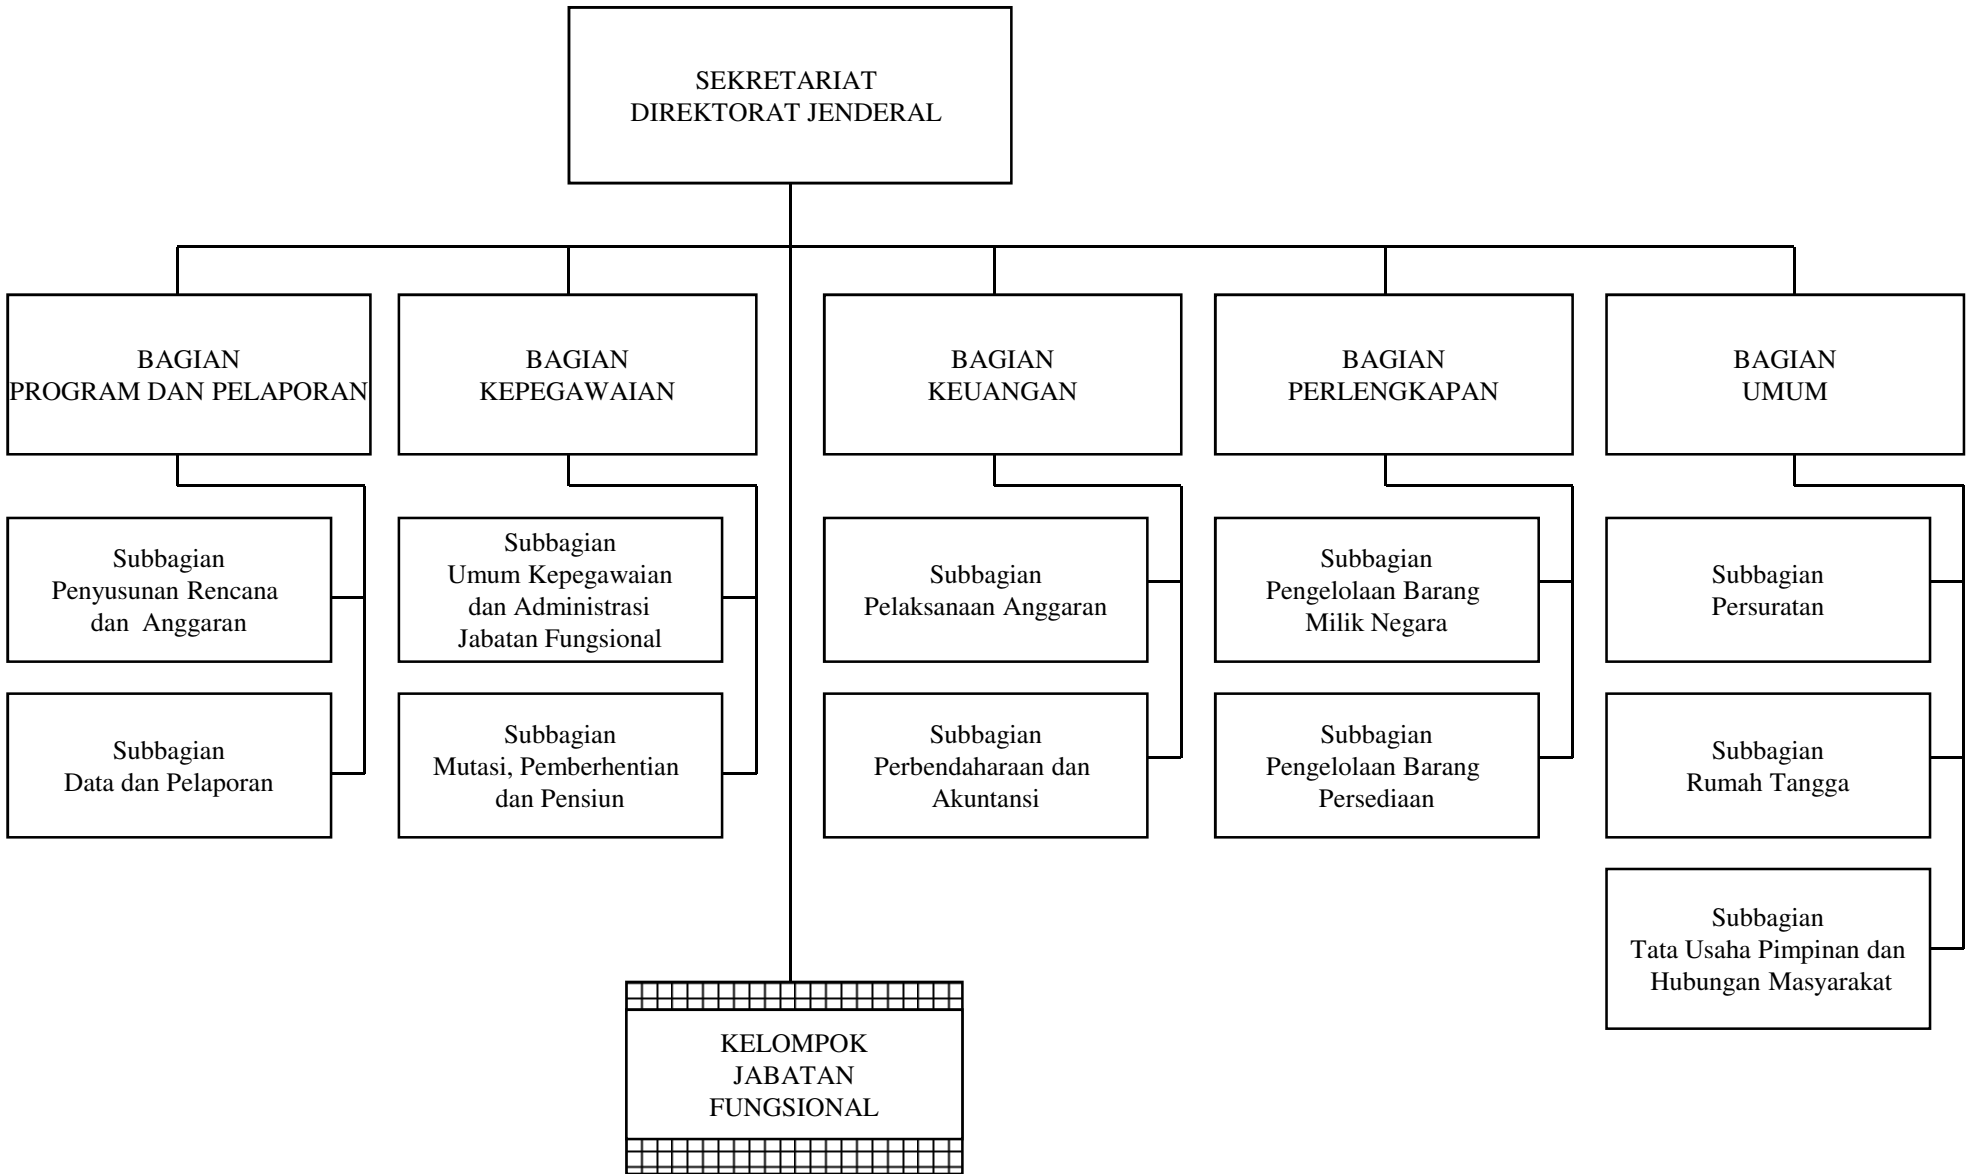 SEKRETARIAT
DIREKTORAT JENDERAL
BAGIAN
PROGRAM DAN PELAPORAN
BAGIAN
KEPEGAWAIAN
BAGIAN
KEUANGAN
BAGIAN
PERLENGKAPAN
BAGIAN
UMUM
Subbagian
Penyusunan Rencana
dan Anggaran
Subbagian
Umum Kepegawaian
dan Administrasi
Jabatan Fungsional
Subbagian
Pelaksanaan Anggaran
Subbagian
Pengelolaan Barang
Milik Negara
Subbagian
Persuratan
Subbagian
Data dan Pelaporan
Subbagian
Mutasi, Pemberhentian
dan Pensiun
Subbagian
Perbendaharaan dan
Akuntansi
Subbagian
Pengelolaan Barang
Persediaan
Subbagian
Rumah Tangga
Subbagian
Tata Usaha Pimpinan dan
Hubungan Masyarakat
KELOMPOK
JABATAN
FUNGSIONAL